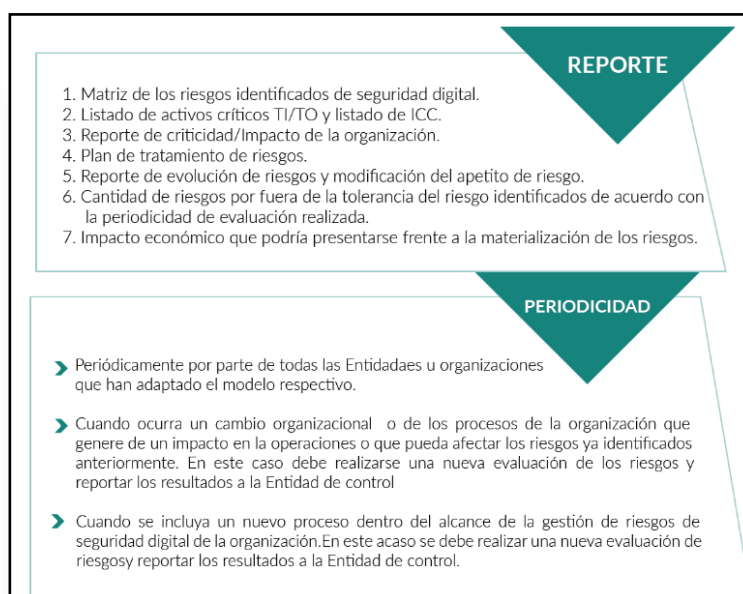 REPORTE
1. Matriz de los riesgos identificados de seguridad digital.
2. Listado de activos críticos TI/TO y listado de ICC.
3. Reporte de criticidad/Impacto de la organización.
4. Plan de tratamiento de riesgos.
5. Reporte de evolución de riesgos y modificación del apetito de riesgo.
6. Cantidad de riesgos por fuera de la tolerancia del riesgo identificados de acuerdo con
la periodicidad de evaluación realizada.
7. Impacto económico que podría presentarse frente a la materialización de los riesgos.
PERIODICIDAD
Periódicamente por parte de todas las Entidadaes u organizaciones
que han adaptado el modelo respectivo.
Cuando ocurra un cambio organizacional o de los procesos de la organización que
genere de un impacto en la operaciones o que pueda afectar los riesgos ya identificados
anteriormente. En este caso debe realizarse una nueva evaluación de los riesgos y
reportar los resultados a la Entidad de control
Cuando se incluya un nuevo proceso dentro del alcance de la gestión de riesgos de
seguridad digital de la organización.En este acaso se debe realizar una nueva evaluación de
riesgosy reportar los resultados a la Entidad de control.